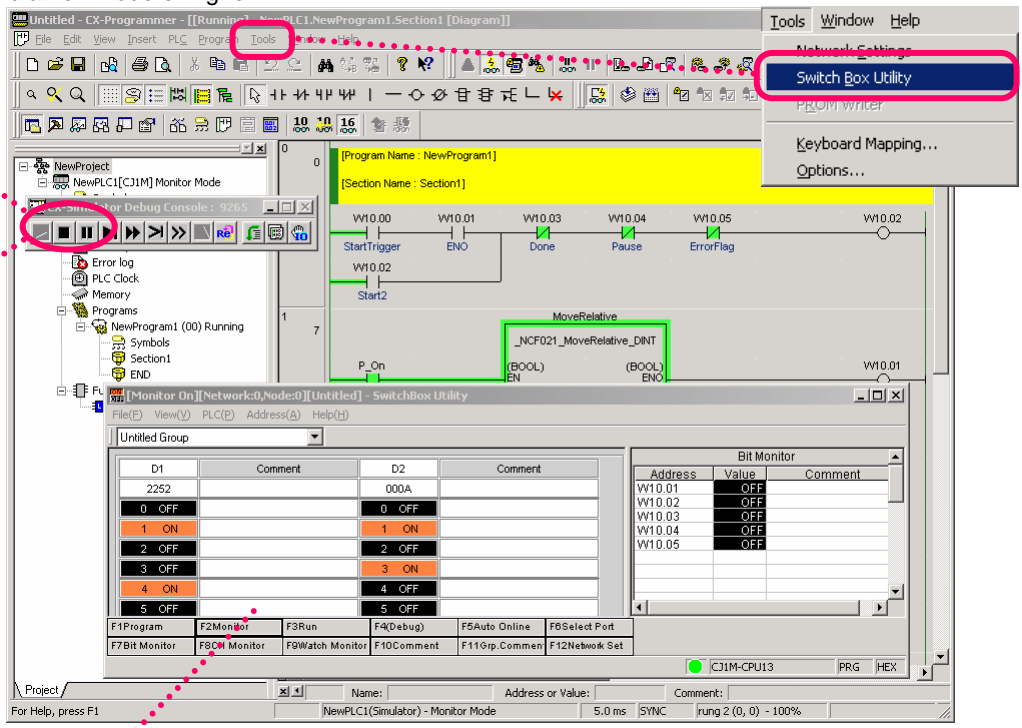 Untitled - CX-Programmer - [[Running] - NewPLC1.NewProgram1.Section1 [Diagram]]
File Edit View Insert PLC Program Tools Window Help
Tools Window Help
Network Settings
Switch Box Utility
PROM Writer
Keyboard Mapping...
Options...
10 10 16
NewProject
NewPLC1[CJ1M] Monitor Mode
CX-Simulator Debug Console : 9265
Re
IO
Error log
PLC Clock
Memory
Programs
NewProgram1 (00) Running
Symbols
Section1
END
Project
0
0
[Program Name : NewProgram1]
[Section Name : Section1]
W10.00 W10.01 W10.03 W10.04 W10.05 W10.02
StartTrigger ENO Done Pause ErrorFlag
W10.02
Start2
1
7
MoveRelative
_NCF021_MoveRelative_DINT
P_On (BOOL) (BOOL) W10.01
EN ENO
[Monitor On][Network:0,Node:0][Untitled] - SwitchBox Utility
File(F) View(V) PLC(P) Address(A) Help(H)
Untitled Group
D1 Comment D2 Comment
2252 000A
0 OFF 0 OFF
1 ON 1 ON
2 OFF 2 OFF
3 OFF 3 ON
4 ON 4 OFF
5 OFF 5 OFF
Bit Monitor
Address Value Comment
W10.01 OFF
W10.02 OFF
W10.03 OFF
W10.04 OFF
W10.05 OFF
F1Program F2Monitor F3Run F4(Debug) F5Auto Online F6Select Port
F7Bit Monitor F8CH Monitor F9Watch Monitor F10Comment F11Grp.Commen F12Network Set
CJ1M-CPU13 PRG HEX
Name: Address or Value: Comment:
For Help, press F1 NewPLC1(Simulator) - Monitor Mode 5.0 ms SYNC rung 2 (0, 0) - 100%